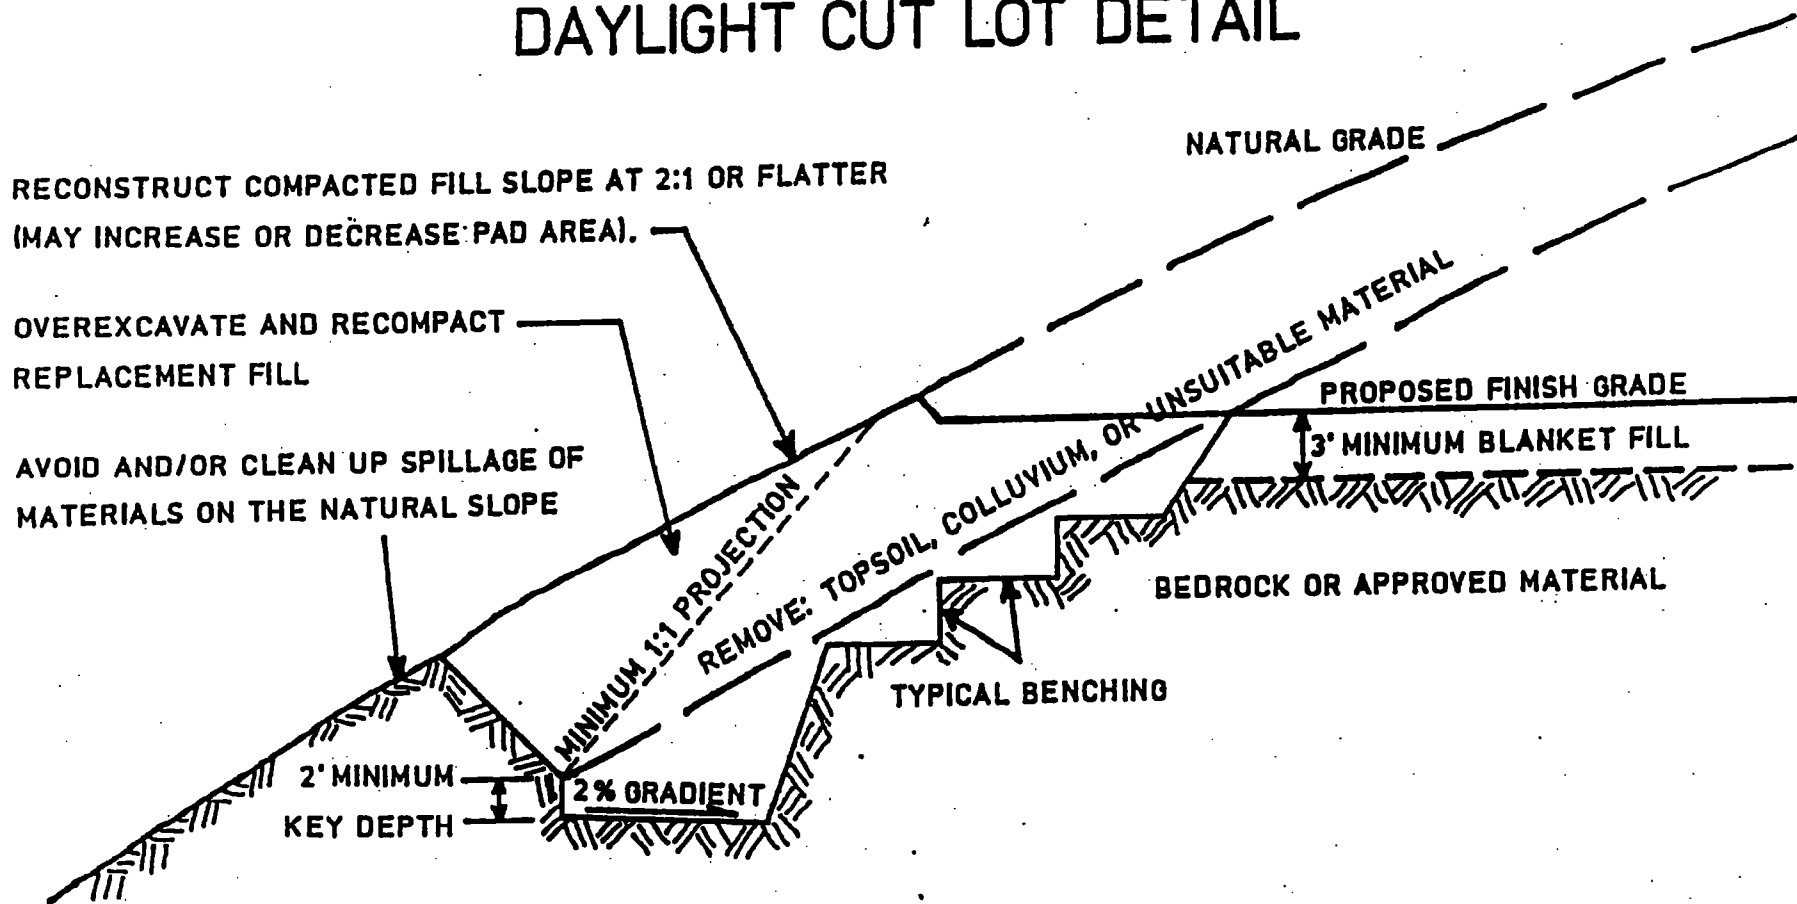 DAYLIGHT CUT LOT DETAIL
NATURAL GRADE
RECONSTRUCT COMPACTED FILL SLOPE AT 2:1 OR FLATTER
(MAY INCREASE OR DECREASE PAD AREA).
OVEREXCAVATE AND RECOMPACT
REPLACEMENT FILL
AVOID AND/OR CLEAN UP SPILLAGE OF
MATERIALS ON THE NATURAL SLOPE
REMOVE: TOPSOIL, COLLUVIUM, OR UNSUITABLE MATERIAL
PROPOSED FINISH GRADE
3' MINIMUM BLANKET FILL
MINIMUM 1:1 PROJECTION
BEDROCK OR APPROVED MATERIAL
TYPICAL BENCHING
2' MINIMUM
KEY DEPTH
2% GRADIENT